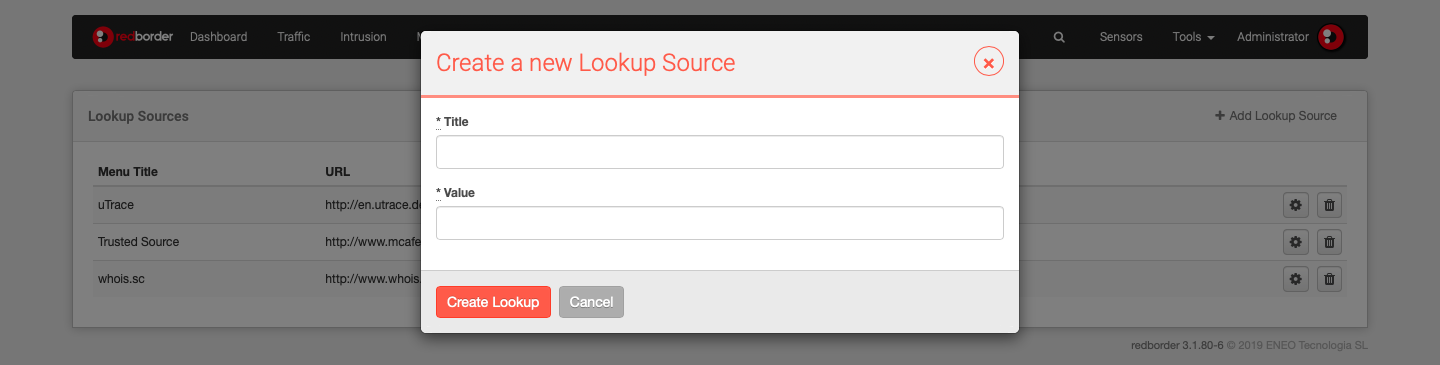 redborder Dashboard Traffic Intrusion Sensors Tools Administrator
Create a new Lookup Source
Lookup Sources
+ Add Lookup Source
* Title
Menu Title URL
* Value
uTrace http://en.utrace.de
Trusted Source http://www.mcafe
whois.sc http://www.whois.
Create Lookup Cancel
redborder 3.1.80-6 © 2019 ENEO Tecnologia SL